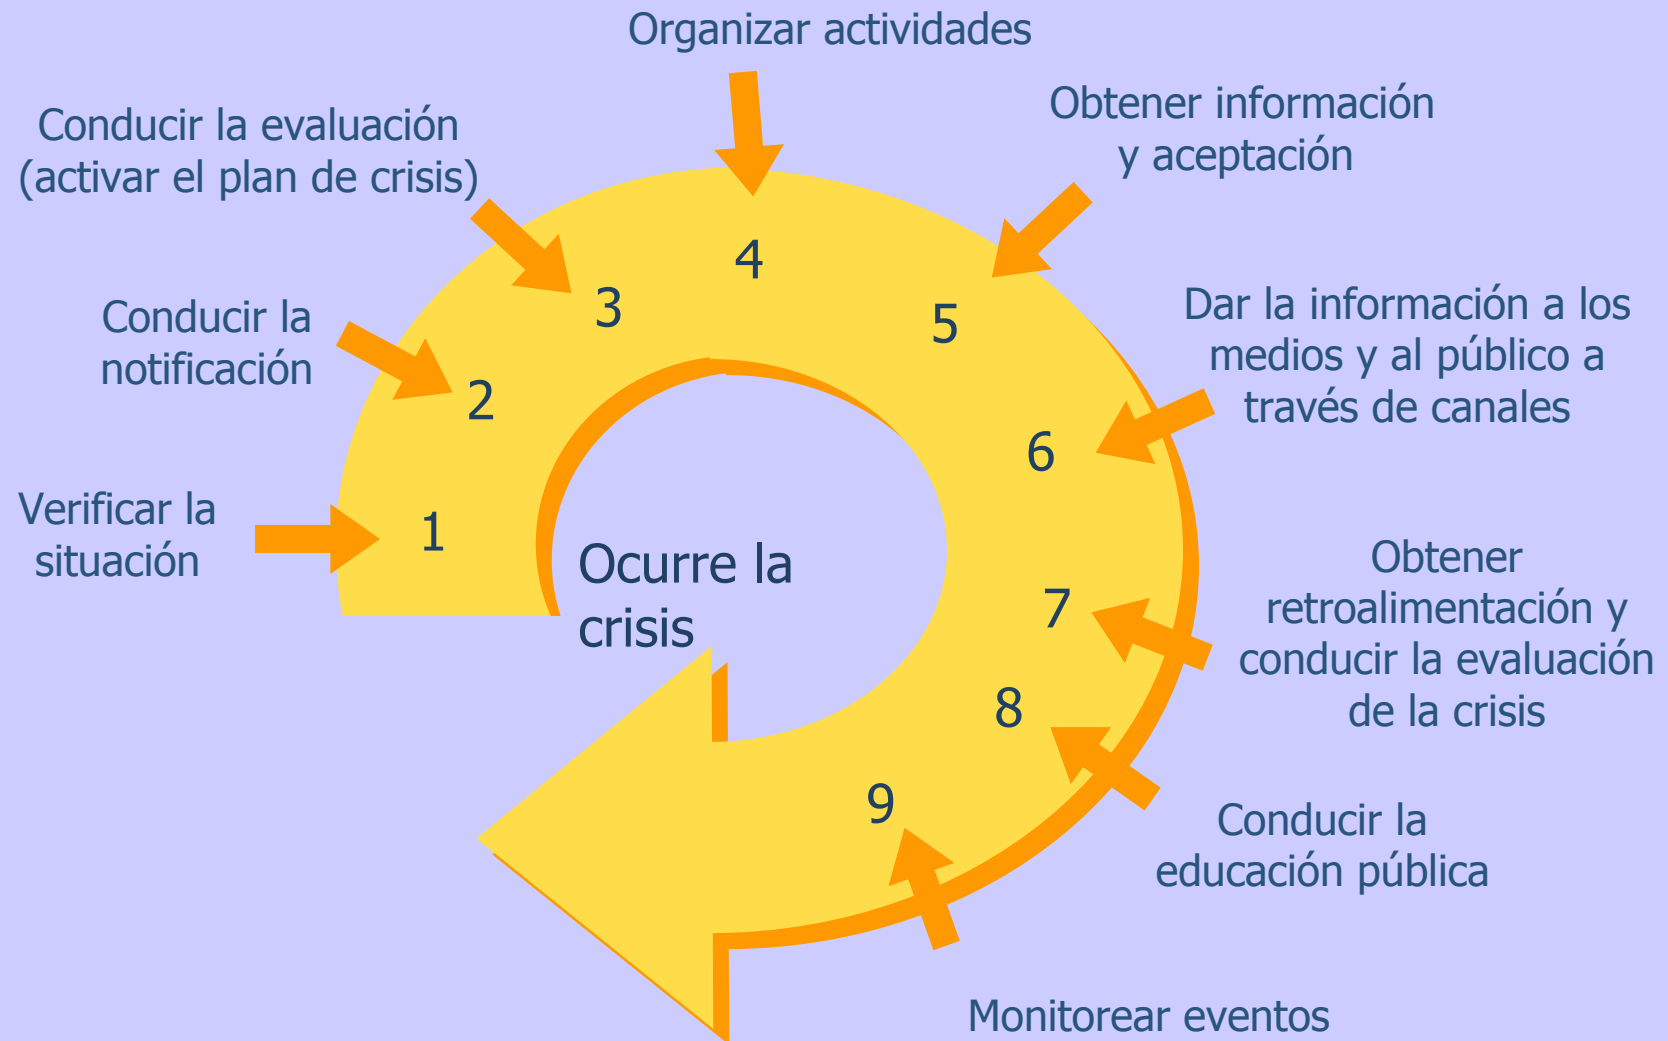 Organizar actividades
Conducir la evaluación
(activar el plan de crisis)
Obtener información
y aceptación
4
3
5
Conducir la
notificación
2
Dar la información a los
medios y al público a
través de canales
6
Verificar la
situación
1
Ocurre la
crisis
7
Obtener
retroalimentación y
conducir la evaluación
de la crisis
8
9
Conducir la
educación pública
Monitorear eventos